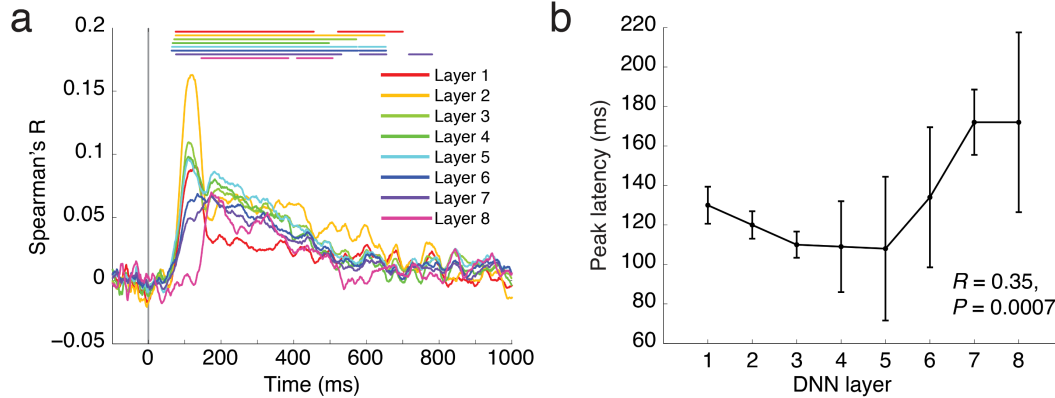 a
0.2
0.15
0.1
0.05
0
−0.05
Spearman's R
0 200 400 600 800 1000
Time (ms)
Layer 1
Layer 2
Layer 3
Layer 4
Layer 5
Layer 6
Layer 7
Layer 8
b
220
200
180
160
140
120
100
80
60
Peak latency (ms)
1 2 3 4 5 6 7 8
DNN layer
R = 0.35,
P = 0.0007